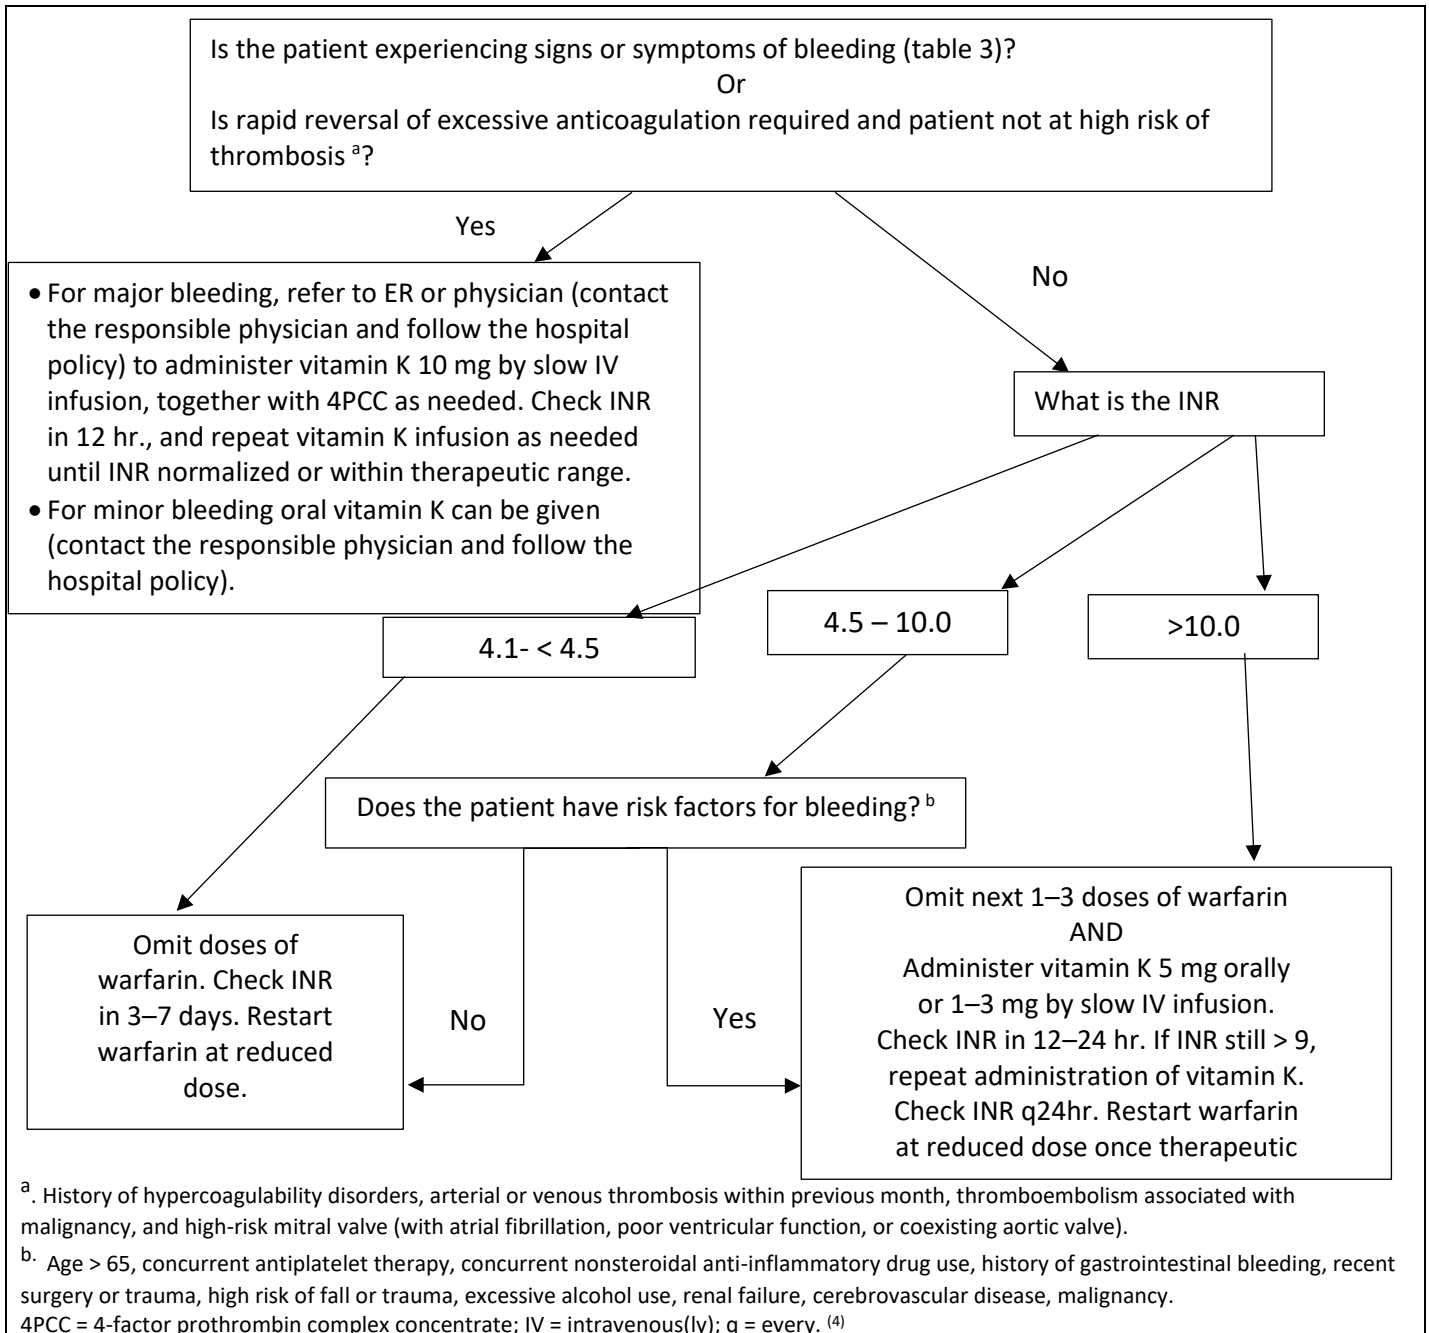 Is the patient experiencing signs or symptoms of bleeding (table 3)?
Or
Is rapid reversal of excessive anticoagulation required and patient not at high risk of
thrombosis ᵃ?
Yes
No
• For major bleeding, refer to ER or physician (contact
the responsible physician and follow the hospital
policy) to administer vitamin K 10 mg by slow IV
infusion, together with 4PCC as needed. Check INR
in 12 hr., and repeat vitamin K infusion as needed
until INR normalized or within therapeutic range.
• For minor bleeding oral vitamin K can be given
(contact the responsible physician and follow the
hospital policy).
What is the INR
4.1- < 4.5
4.5 – 10.0
>10.0
Does the patient have risk factors for bleeding? ᵇ
Omit doses of
warfarin. Check INR
in 3–7 days. Restart
warfarin at reduced
dose.
No
Yes
Omit next 1–3 doses of warfarin
AND
Administer vitamin K 5 mg orally
or 1–3 mg by slow IV infusion.
Check INR in 12–24 hr. If INR still > 9,
repeat administration of vitamin K.
Check INR q24hr. Restart warfarin
at reduced dose once therapeutic
ᵃ. History of hypercoagulability disorders, arterial or venous thrombosis within previous month, thromboembolism associated with
malignancy, and high-risk mitral valve (with atrial fibrillation, poor ventricular function, or coexisting aortic valve).
ᵇ. Age > 65, concurrent antiplatelet therapy, concurrent nonsteroidal anti-inflammatory drug use, history of gastrointestinal bleeding, recent
surgery or trauma, high risk of fall or trauma, excessive alcohol use, renal failure, cerebrovascular disease, malignancy.
4PCC = 4-factor prothrombin complex concentrate; IV = intravenous(ly); q = every. ⁽⁴⁾